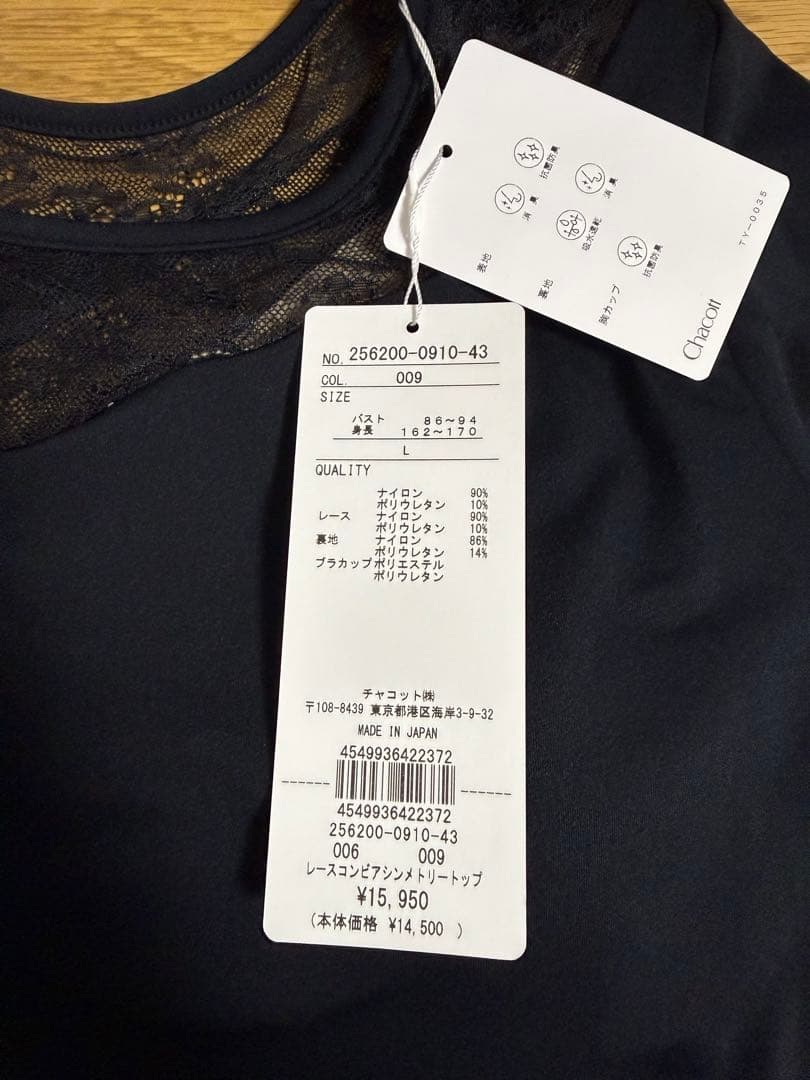 NO. 256200-0910-43
COL. 009
SIZE
バスト 86～94
身長 162～170
L
QUALITY
ナイロン 90%
ポリウレタン 10%
レース ナイロン 90%
ポリウレタン 10%
裏地 ナイロン 86%
ポリウレタン 14%
ブラカップ ポリエステル
ポリウレタン
チャコット㈱
〒108-8439 東京都港区海岸3-9-32
MADE IN JAPAN
4549936422372
4549936422372
256200-0910-43
006 009
レースコンビアシンメトリートップ
¥15,950
(本体価格 ¥14,500 )
表地 消臭 抗菌防臭
裏地 吸水速乾 消臭
胸カップ 抗菌防臭
Chacott TY-0035